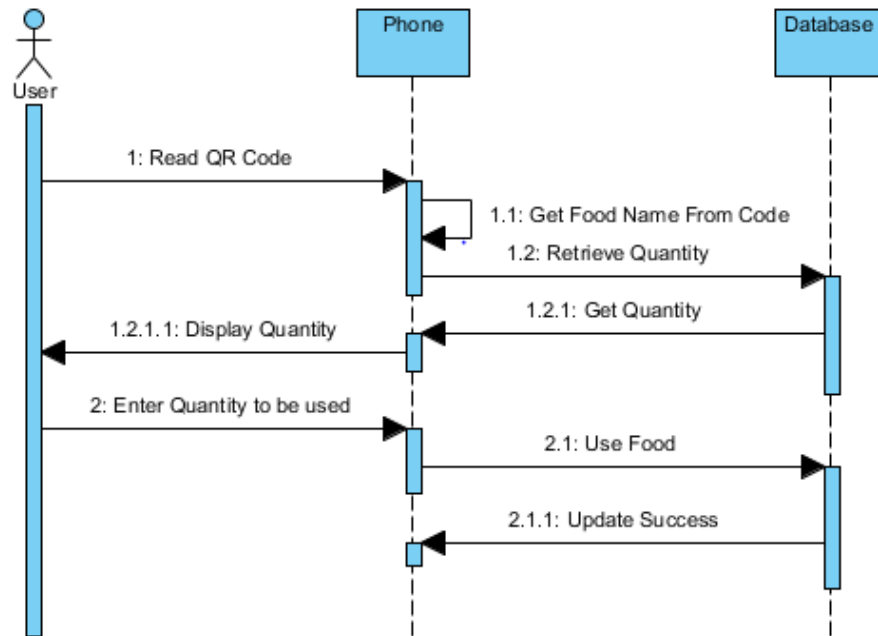 Phone
Database
User
1: Read QR Code
1.1: Get Food Name From Code
1.2: Retrieve Quantity
1.2.1: Get Quantity
1.2.1.1: Display Quantity
2: Enter Quantity to be used
2.1: Use Food
2.1.1: Update Success